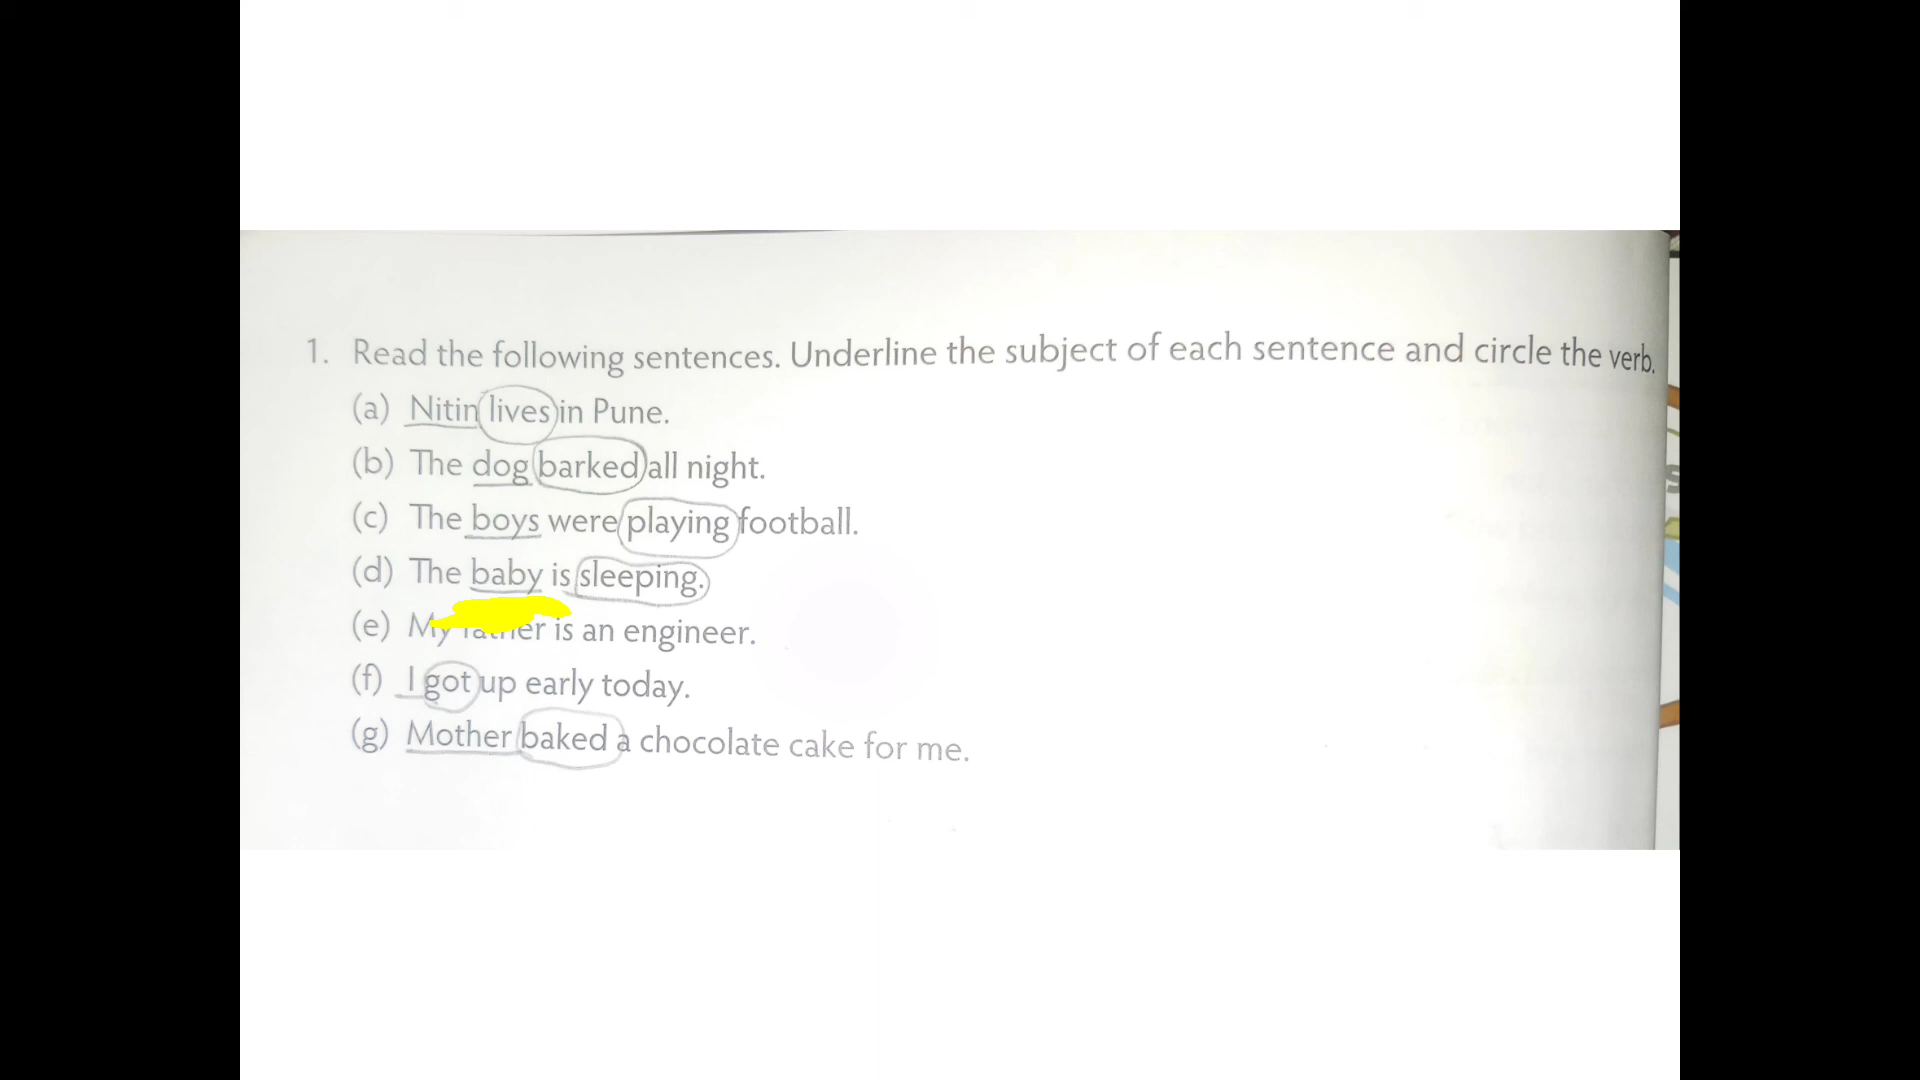 1. Read the following sentences. Underline the subject of each sentence and circle the verb.
(a) Nitin lives in Pune.
(b) The dog barked all night.
(c) The boys were playing football.
(d) The baby is sleeping.
(e) My father is an engineer.
(f) I got up early today.
(g) Mother baked a chocolate cake for me.